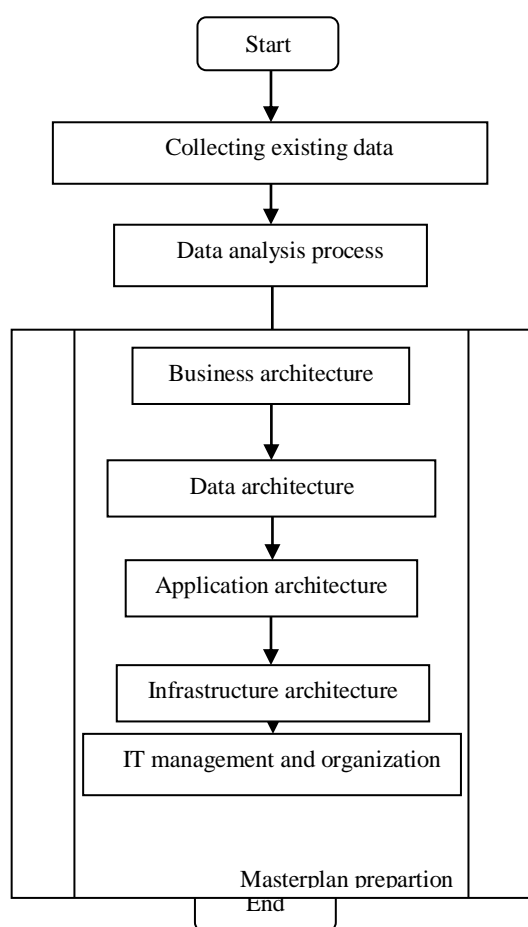 Start
Collecting existing data
Data analysis process
Business architecture
Data architecture
Application architecture
Infrastructure architecture
IT management and organization
Masterplan prepartion
End